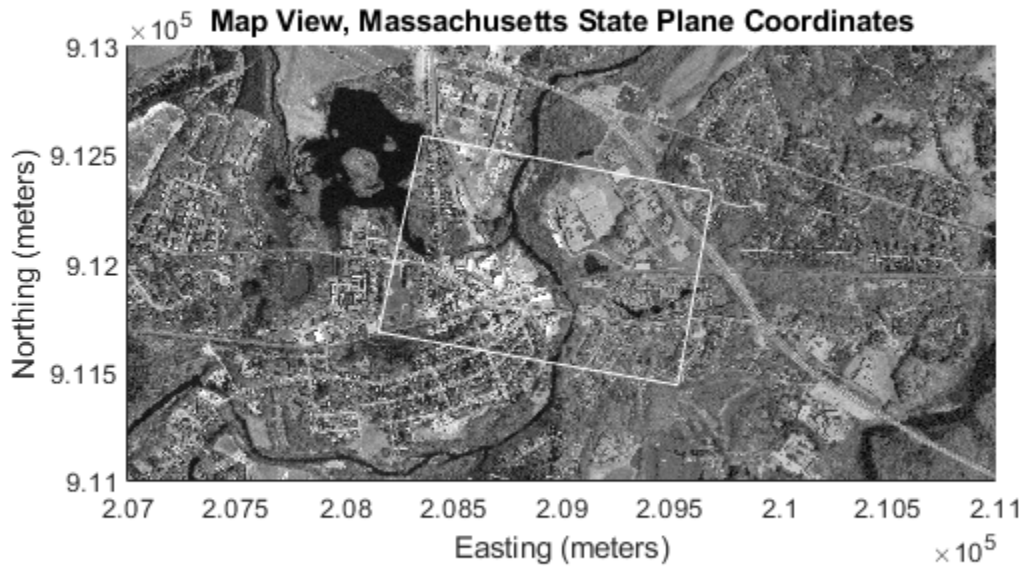 Map View, Massachusetts State Plane Coordinates
× 10^5
9.13
9.125
9.12
9.115
9.11
Northing (meters)
2.07 2.075 2.08 2.085 2.09 2.095 2.1 2.105 2.11
Easting (meters)
× 10^5